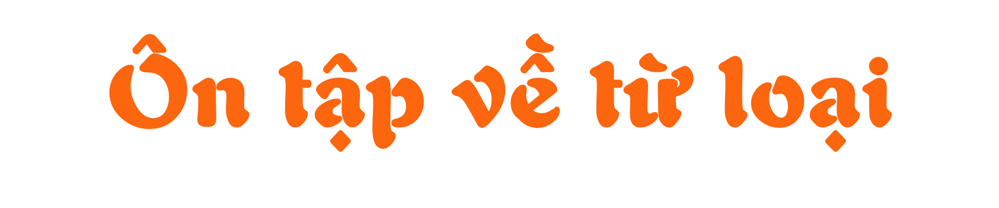 Ôn tập về từ loại